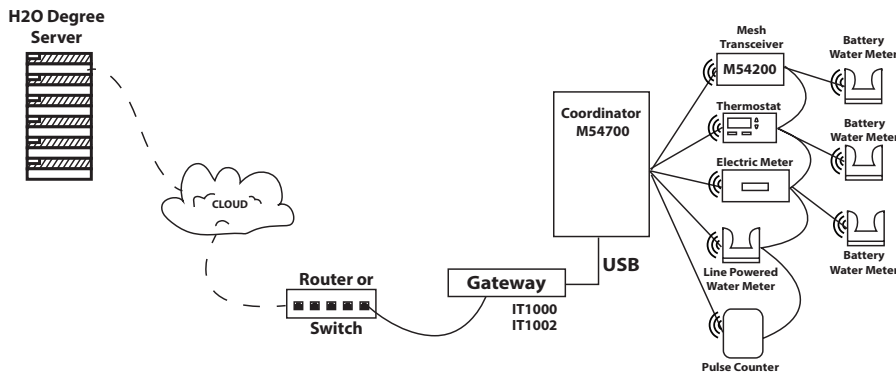 H2O Degree
Server
CLOUD
Router or
Switch
Gateway
IT1000
IT1002
USB
Coordinator
M54700
Mesh
Transceiver
M54200
Thermostat
Electric Meter
Line Powered
Water Meter
Pulse Counter
Battery
Water Meter
Battery
Water Meter
Battery
Water Meter